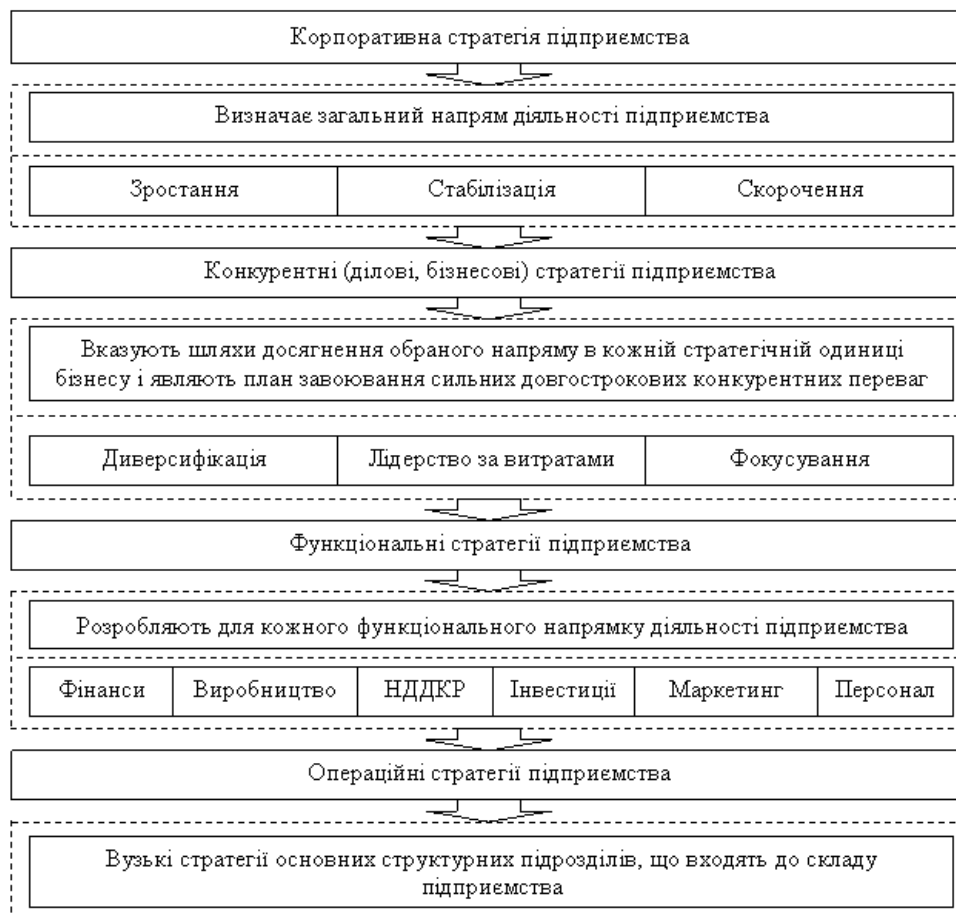 Корпоративна стратегія підприємства
Визначає загальний напрям діяльності підприємства
Зростання Стабілізація Скорочення
Конкурентні (ділові, бізнесові) стратегії підприємства
Вказують шляхи досягнення обраного напряму в кожній стратегічній одиниці
бізнесу і являють план завоювання сильних довгострокових конкурентних переваг
Диверсифікація Лідерство за витратами Фокусування
Функціональні стратегії підприємства
Розробляють для кожного функціонального напрямку діяльності підприємства
Фінанси Виробництво НДДКР Інвестиції Маркетинг Персонал
Операційні стратегії підприємства
Вузькі стратегії основних структурних підрозділів, що входять до складу
підприємства